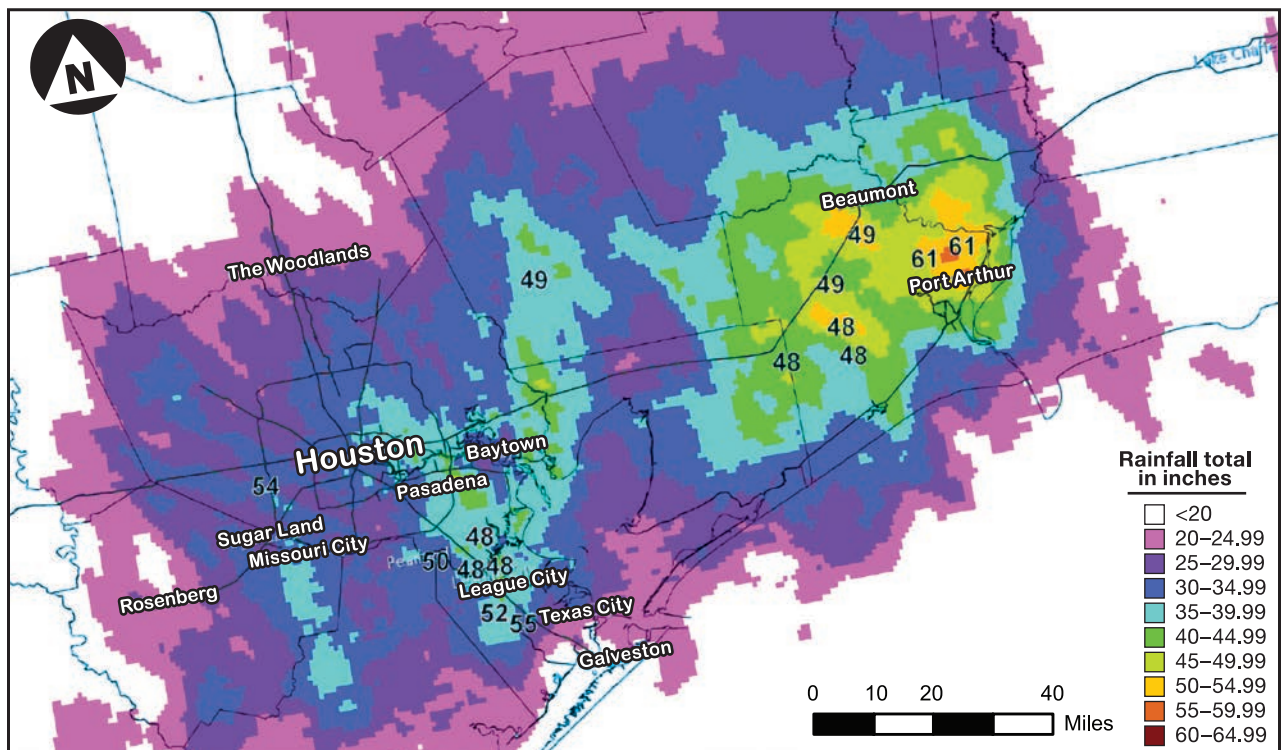 N
Lake Charles
Beaumont
49
61
61
The Woodlands
49
49
Port Arthur
48
48
48
Houston
Baytown
54
Pasadena
Sugar Land
48
Missouri City
50
48
48
League City
Rosenberg
52
55
Texas City
Galveston
0 10 20 40
Miles
Rainfall total
in inches
<20
20–24.99
25–29.99
30–34.99
35–39.99
40–44.99
45–49.99
50–54.99
55–59.99
60–64.99